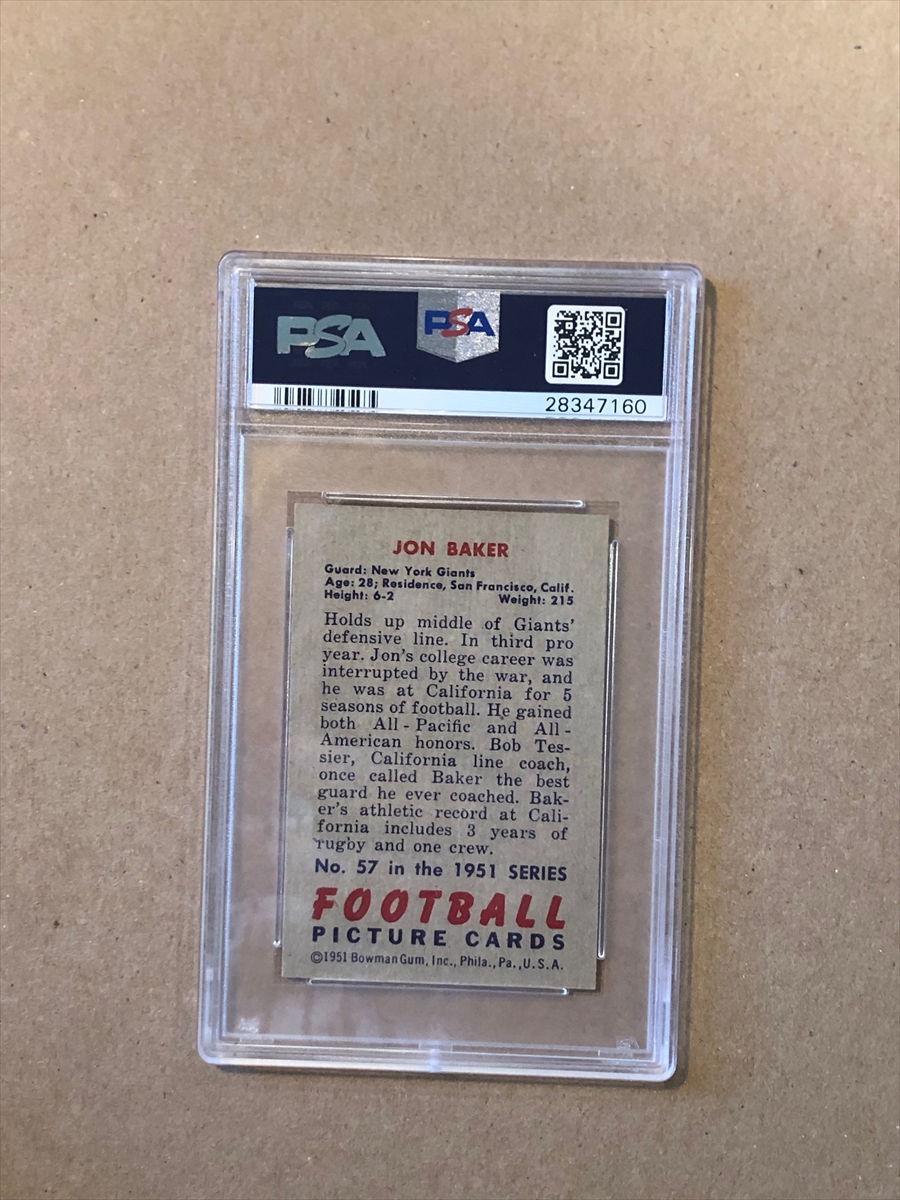 PSA PSA
28347160
JON BAKER
Guard: New York Giants
Age: 28; Residence, San Francisco, Calif.
Height: 6-2 Weight: 215
Holds up middle of Giants'
defensive line. In third pro
year. Jon's college career was
interrupted by the war, and
he was at California for 5
seasons of football. He gained
both All - Pacific and All -
American honors. Bob Tes-
sier, California line coach,
once called Baker the best
guard he ever coached. Bak-
er's athletic record at Cali-
fornia includes 3 years of
rugby and one crew.
No. 57 in the 1951 SERIES
FOOTBALL
PICTURE CARDS
©1951 Bowman Gum, Inc., Phila., Pa., U.S.A.